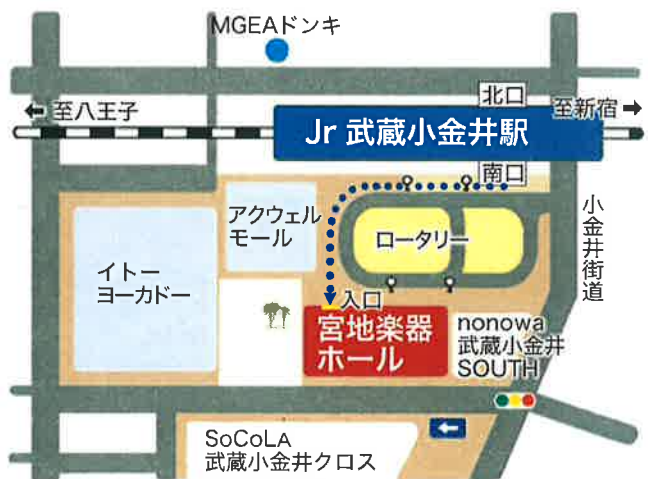 MGEAドンキ
北口
← 至八王子
至新宿 →
Jr 武蔵小金井駅
南口
アクウェル
モール
ロータリー
小金井街道
イトー
ヨーカドー
入口
宮地楽器
ホール
nonowa
武蔵小金井
SOUTH
←
SoCoLA
武蔵小金井クロス